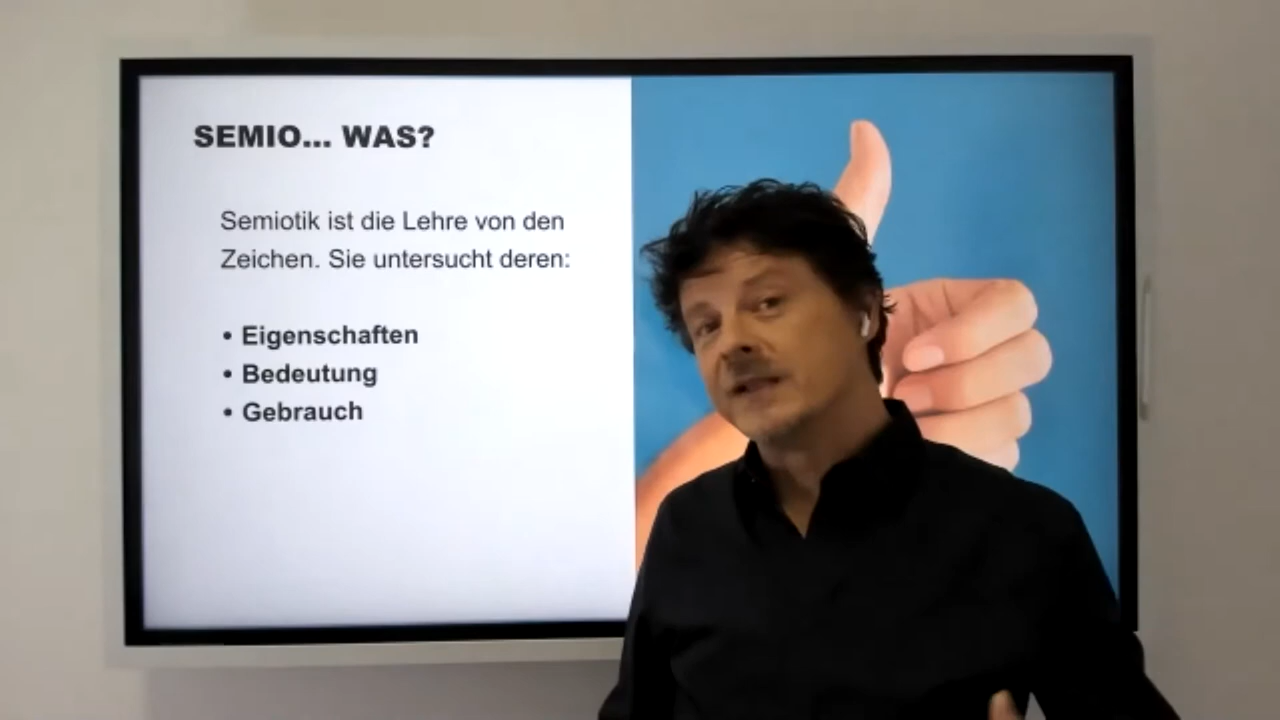 SEMIO... WAS?
Semiotik ist die Lehre von den
Zeichen. Sie untersucht deren:
• Eigenschaften
• Bedeutung
• Gebrauch